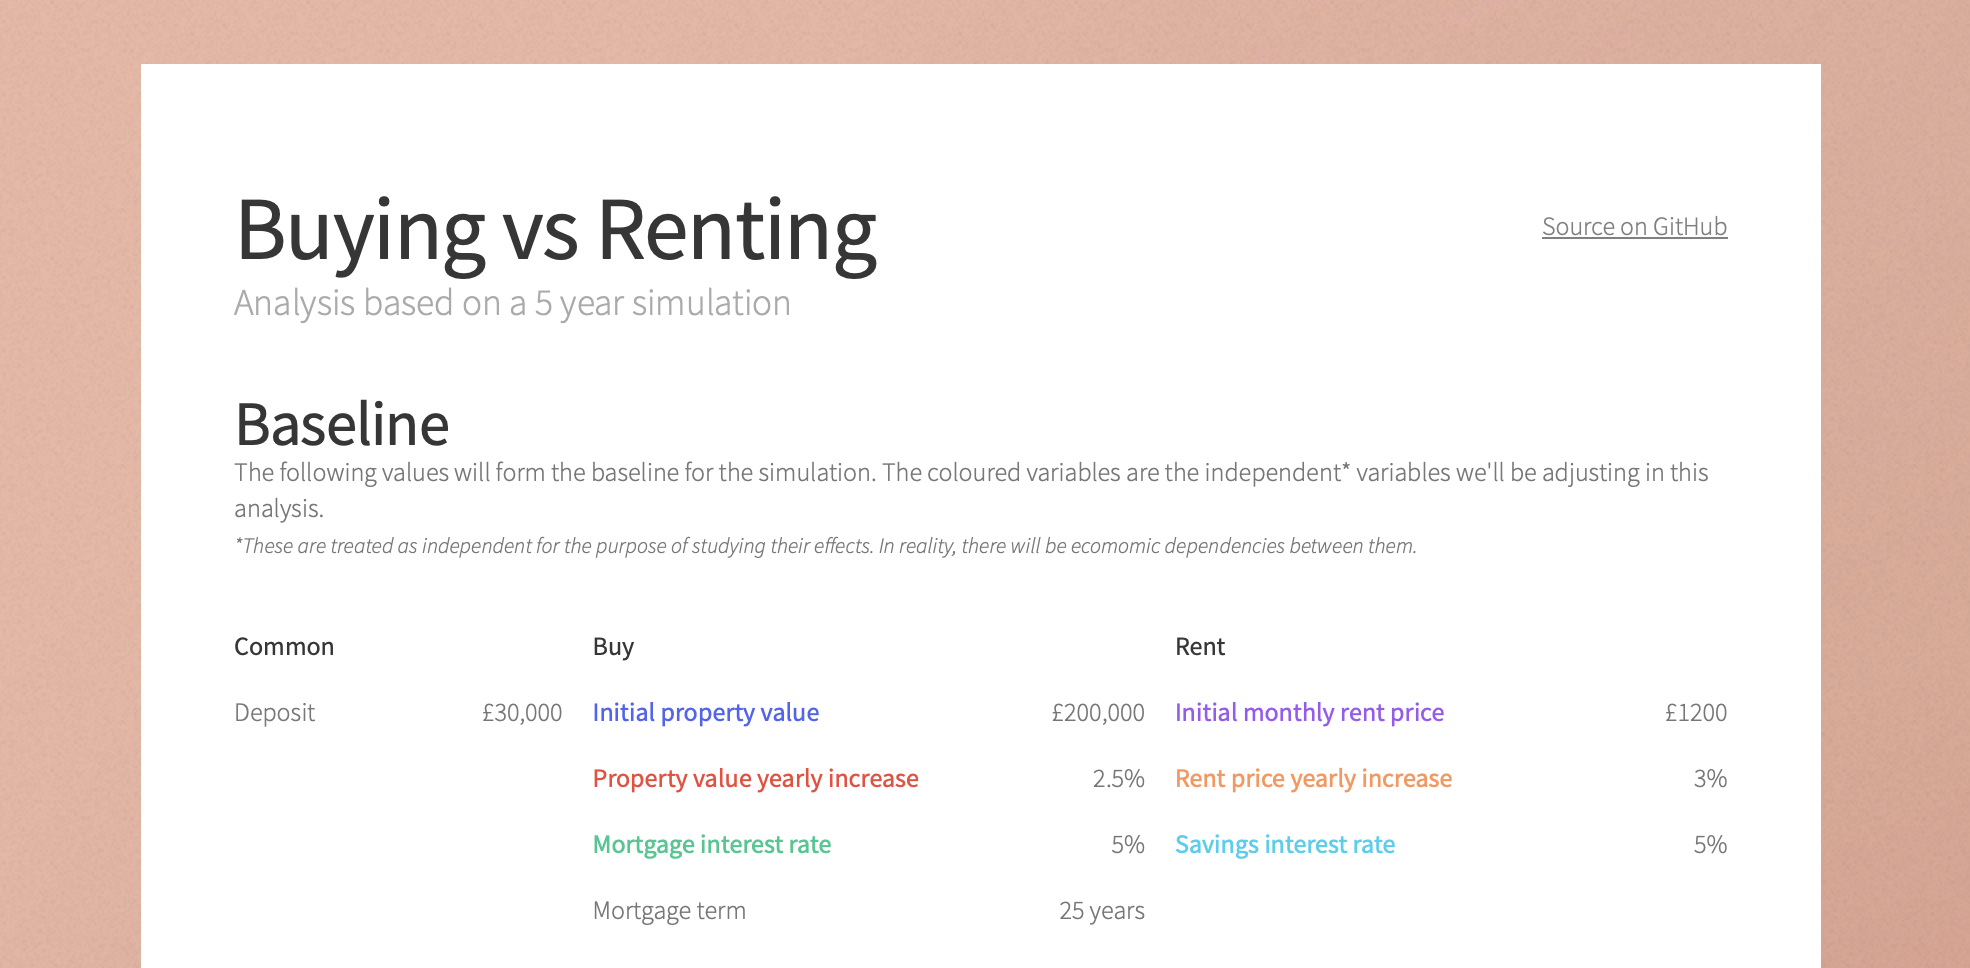 Buying vs Renting
Source on GitHub
Analysis based on a 5 year simulation
Baseline
The following values will form the baseline for the simulation. The coloured variables are the independent* variables we'll be adjusting in this
analysis.
*These are treated as independent for the purpose of studying their effects. In reality, there will be ecomomic dependencies between them.
Common Buy Rent
Deposit £30,000 Initial property value £200,000 Initial monthly rent price £1200
Property value yearly increase 2.5% Rent price yearly increase 3%
Mortgage interest rate 5% Savings interest rate 5%
Mortgage term 25 years